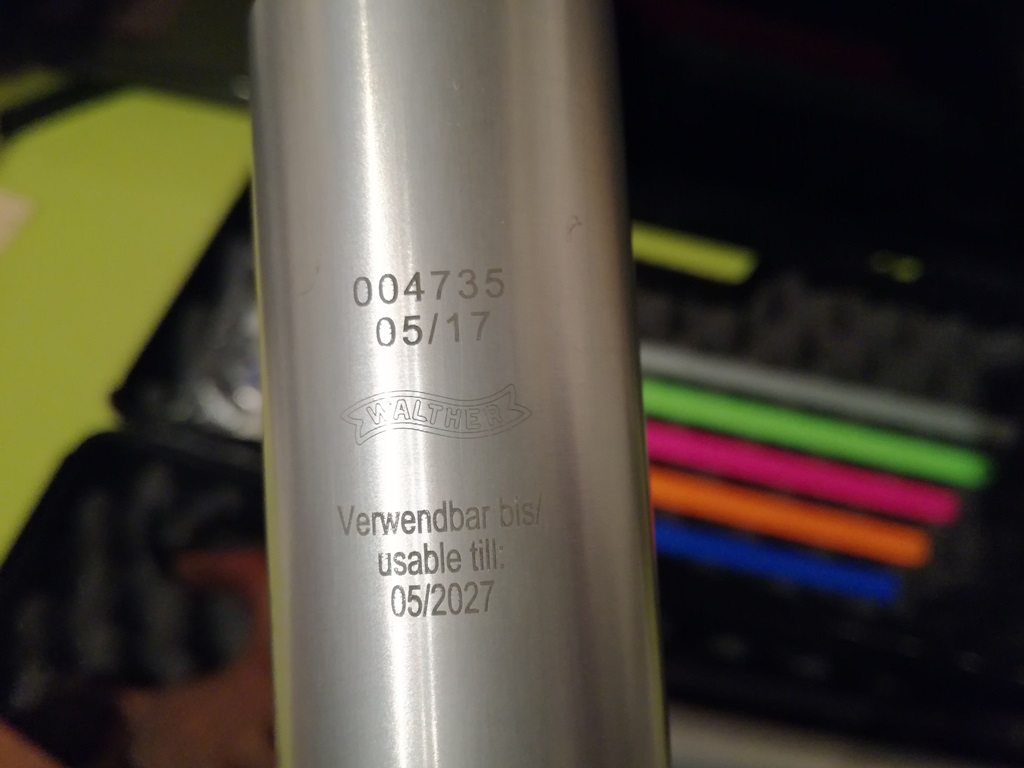 004735
05/17
WALTHER
Verwendbar bis/
usable till:
05/2027